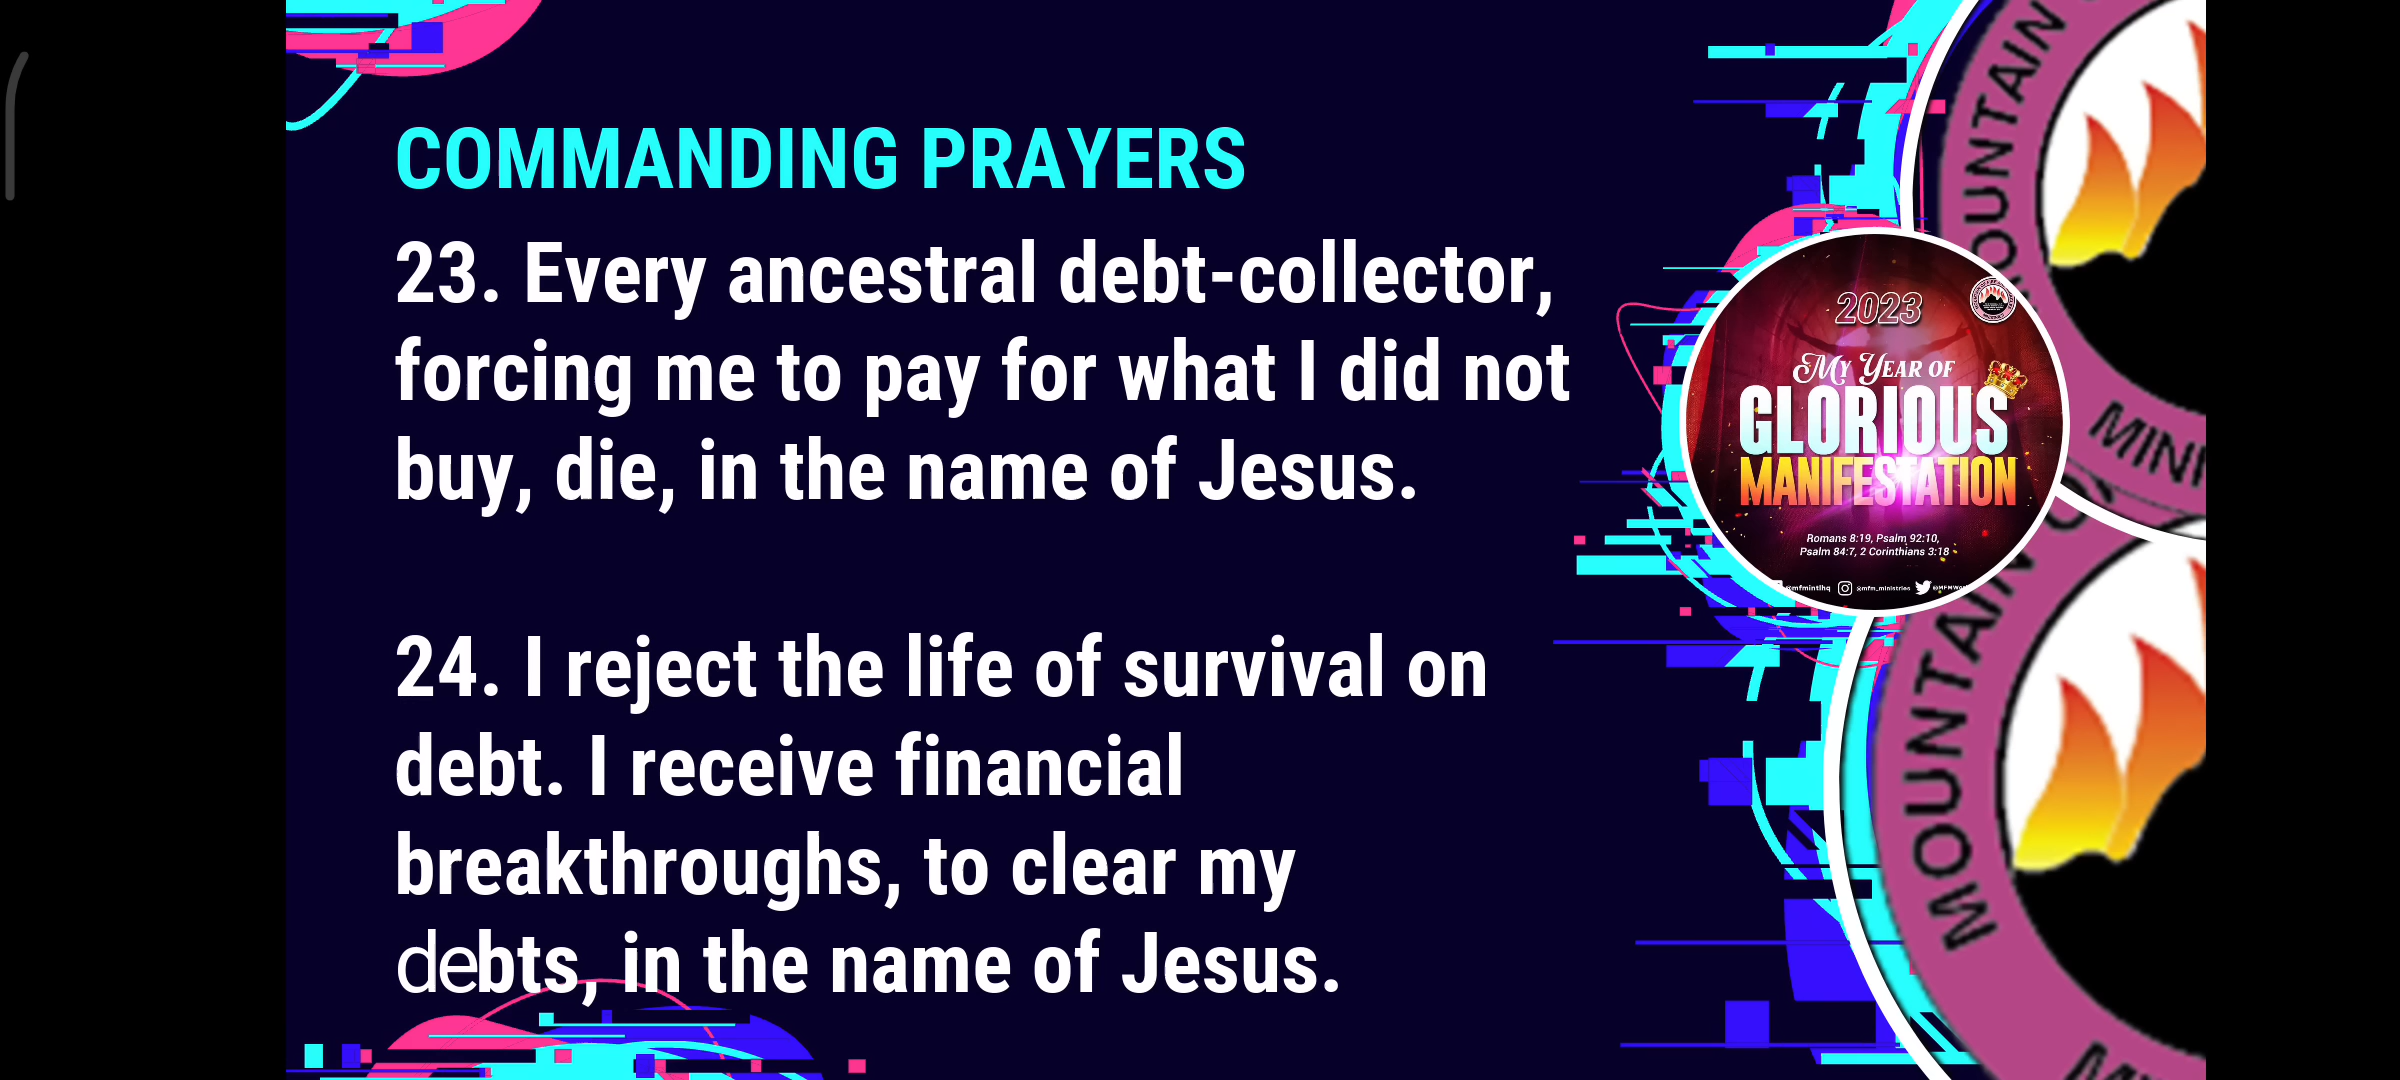 COMMANDING PRAYERS
23. Every ancestral debt-collector,
forcing me to pay for what I did not
buy, die, in the name of Jesus.
24. I reject the life of survival on
debt. I receive financial
breakthroughs, to clear my
debts, in the name of Jesus.
2023
MY YEAR OF
GLORIOUS
MANIFESTATION
Romans 8:19, Psalm 92:10,
Psalm 84:7, 2 Corinthians 3:18
@mfmintlhq @mfm_ministries
MOUNTAIN
MOUNTAIN